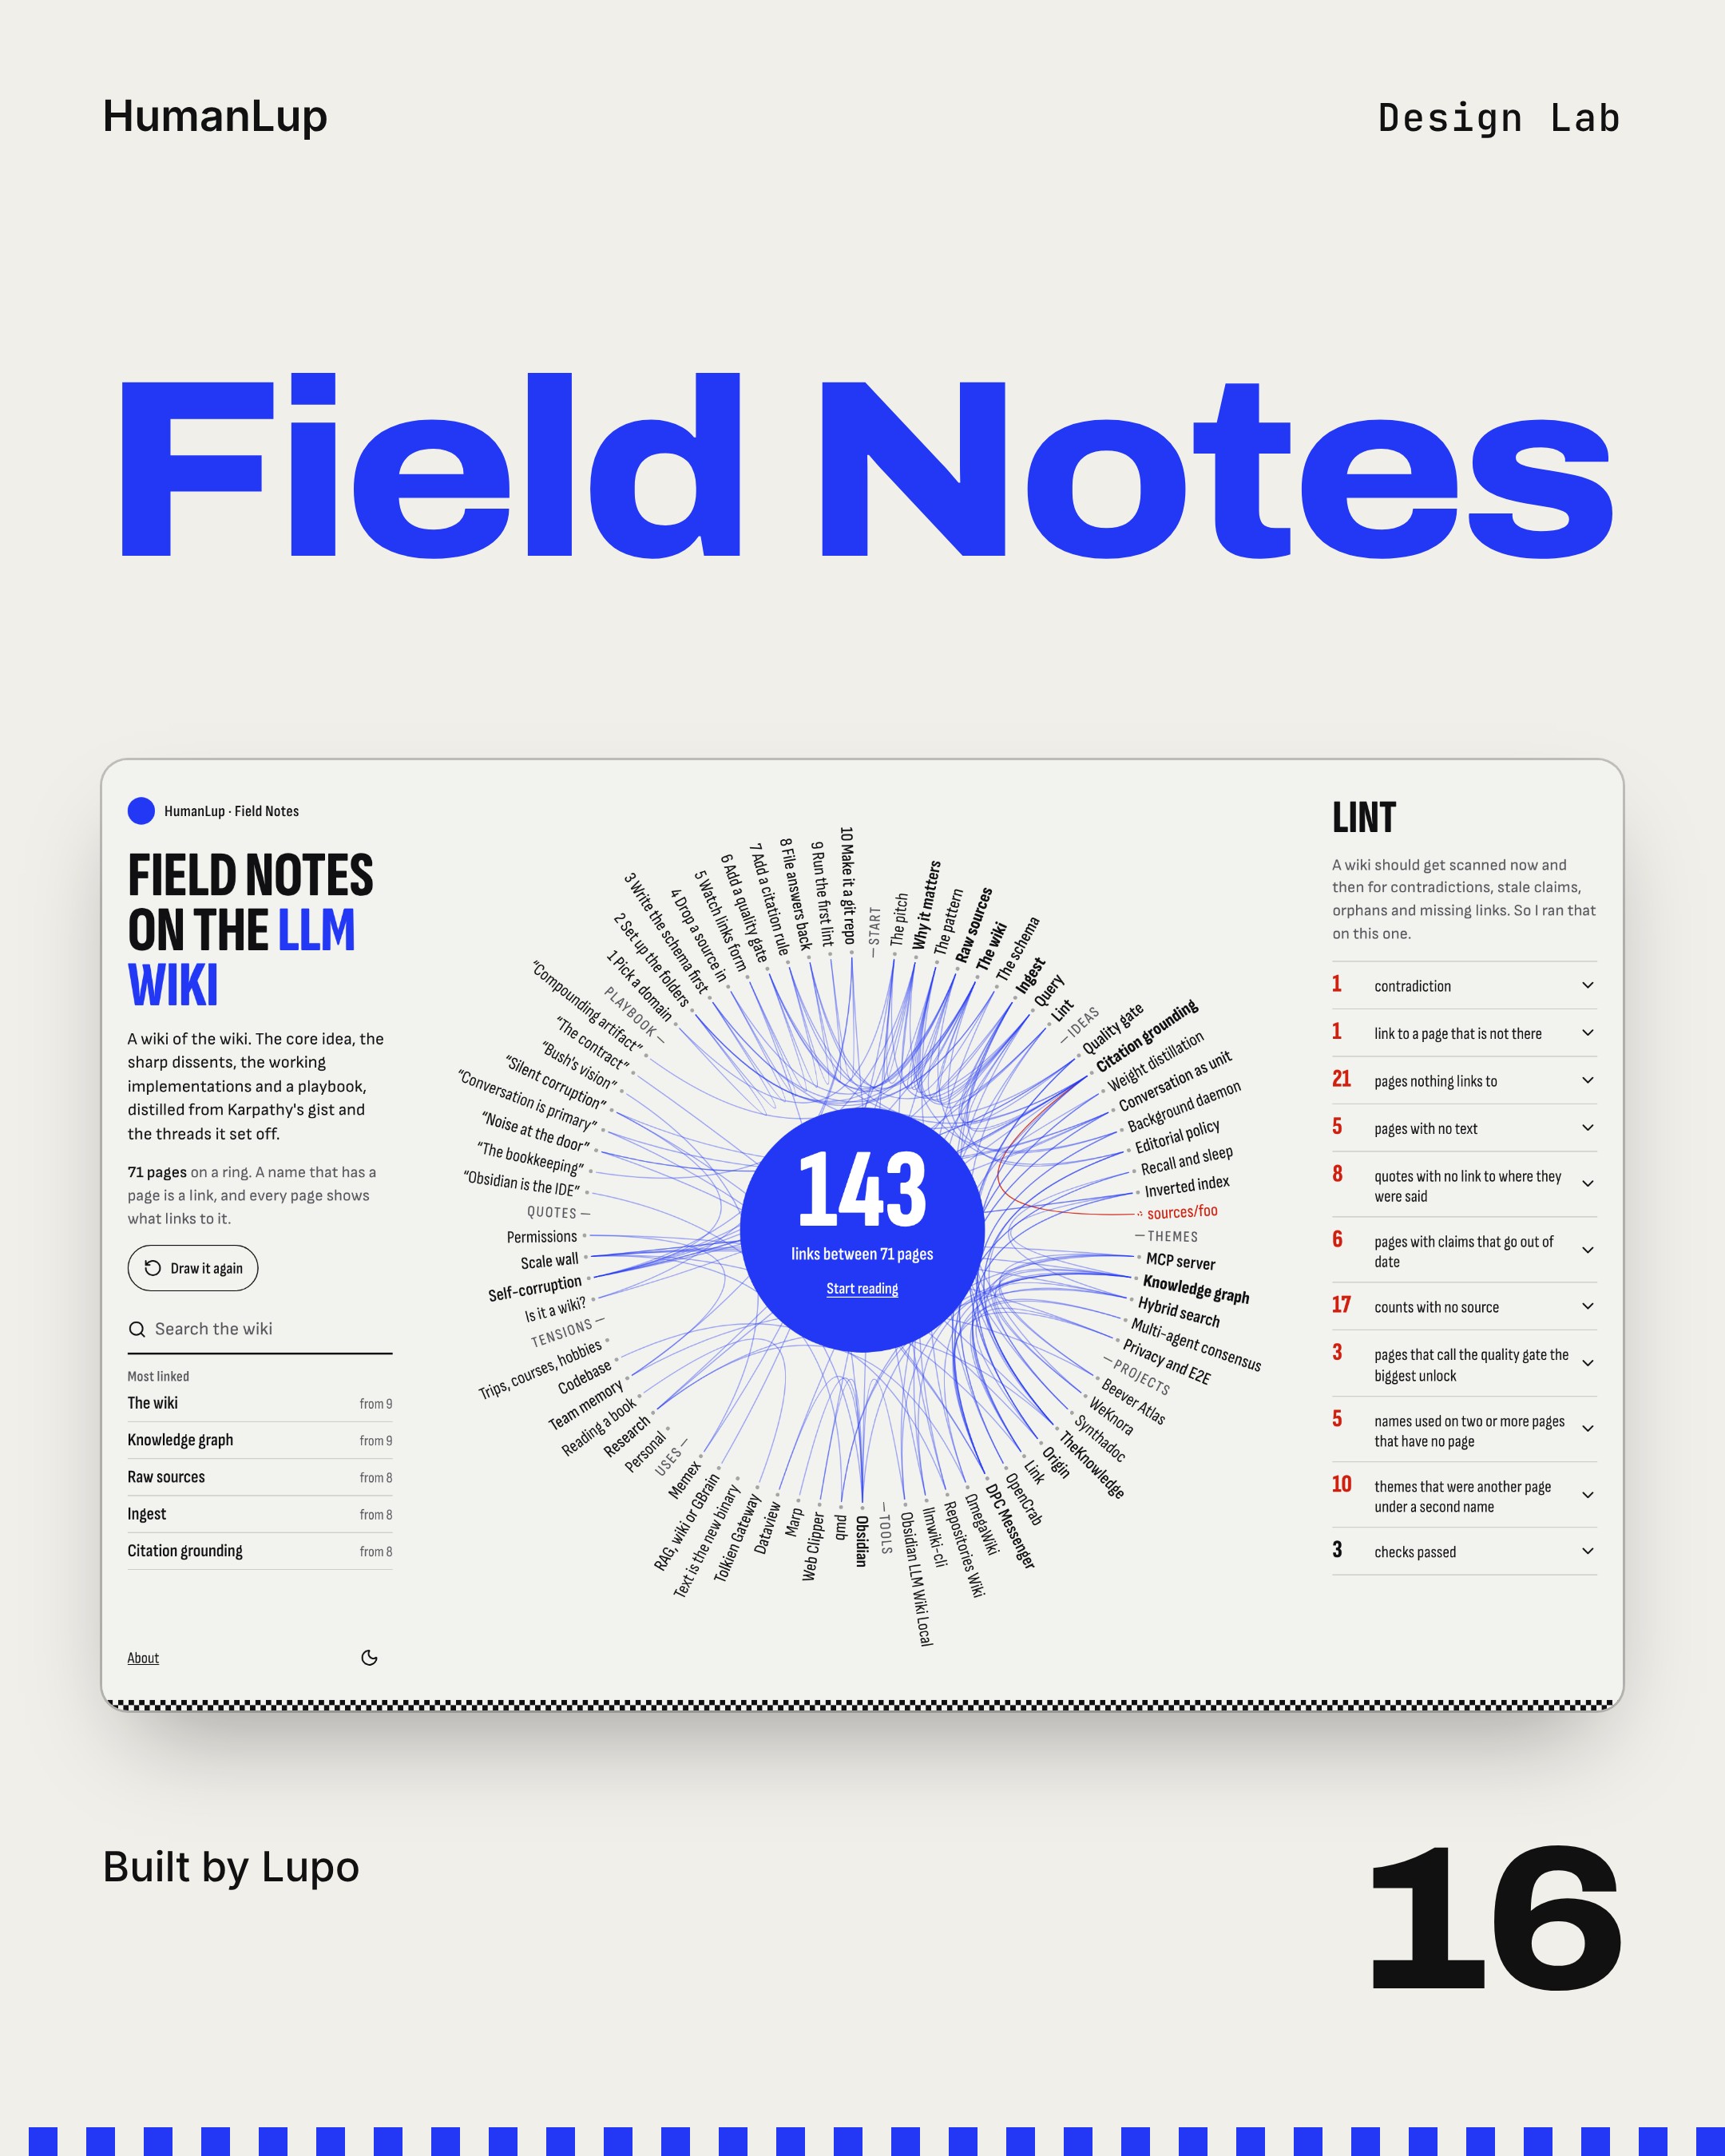 HumanLup
Design Lab
Field Notes
HumanLup · Field Notes
FIELD NOTES
ON THE LLM
WIKI
A wiki of the wiki. The core idea, the
sharp dissents, the working
implementations and a playbook,
distilled from Karpathy's gist and
the threads it set off.
71 pages on a ring. A name that has a
page is a link, and every page shows
what links to it.
Draw it again
Search the wiki
Most linked
The wiki from 9
Knowledge graph from 9
Raw sources from 8
Ingest from 8
Citation grounding from 8
About
— START
The pitch
Why it matters
The pattern
Raw sources
The wiki
The schema
Ingest
Query
Lint
— IDEAS
Quality gate
Citation grounding
Weight distillation
Conversation as unit
Background daemon
Editorial policy
Recall and sleep
Inverted index
sources/foo
— THEMES
MCP server
Knowledge graph
Hybrid search
Multi-agent consensus
Privacy and E2E
— PROJECTS
Beever Atlas
WeKnora
Synthadoc
TheKnowledge
Origin
Link
OpenCrab
DPC Messenger
OmegaWiki
Repositories Wiki
llmwiki-cli
Obsidian LLM Wiki Local
— TOOLS
Obsidian
qmd
Web Clipper
Marp
Dataview
Tolkien Gateway
Text is the new binary
RAG, wiki or GBrain
Memex
USES —
Personal
Research
Reading a book
Team memory
Codebase
Trips, courses, hobbies
TENSIONS —
Is it a wiki?
Self-corruption
Scale wall
Permissions
QUOTES —
“Obsidian is the IDE”
“The bookkeeping”
“Noise at the door”
“Conversation is primary”
“Silent corruption”
“Bush's vision”
“The contract”
“Compounding artifact”
PLAYBOOK —
1 Pick a domain
2 Set up the folders
3 Write the schema first
4 Drop a source in
5 Watch links form
6 Add a quality gate
7 Add a citation rule
8 File answers back
9 Run the first lint
10 Make it a git repo
143
links between 71 pages
Start reading
LINT
A wiki should get scanned now and
then for contradictions, stale claims,
orphans and missing links. So I ran that
on this one.
1 contradiction
1 link to a page that is not there
21 pages nothing links to
5 pages with no text
8 quotes with no link to where they
were said
6 pages with claims that go out of
date
17 counts with no source
3 pages that call the quality gate the
biggest unlock
5 names used on two or more pages
that have no page
10 themes that were another page
under a second name
3 checks passed
Built by Lupo
16